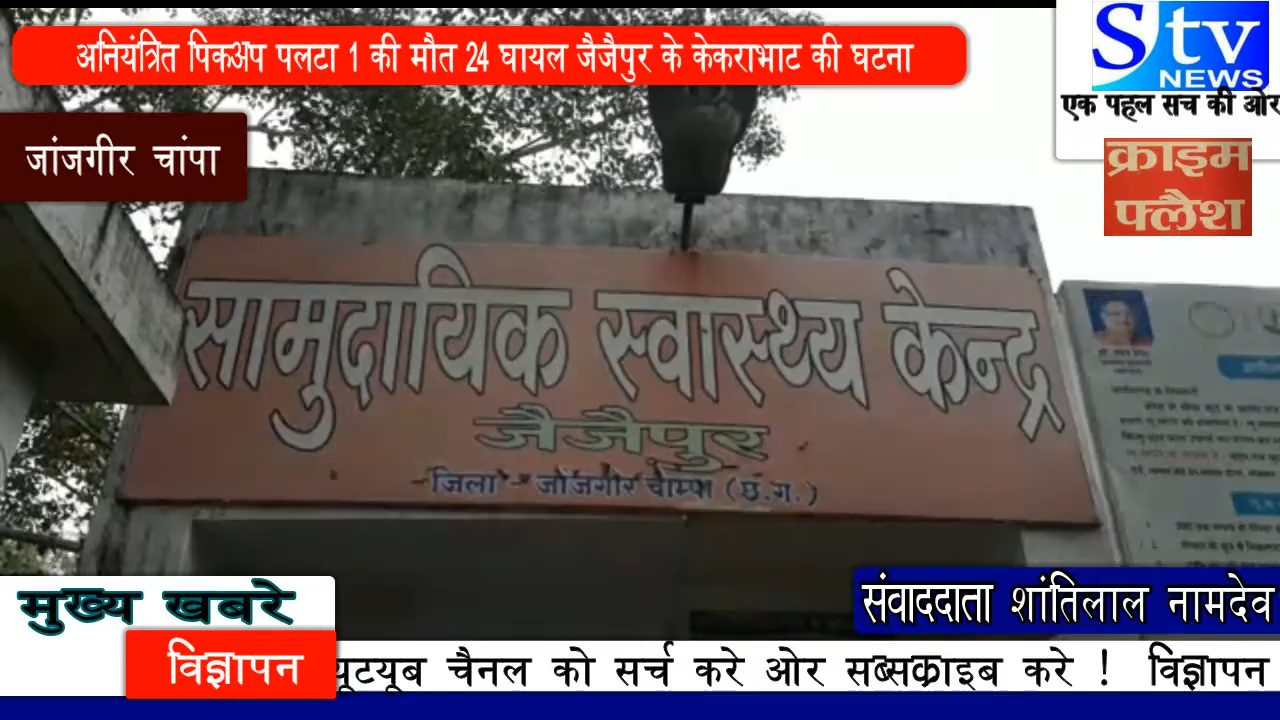 अनियंत्रित पिकअप पलटा 1 की मौत 24 घायल जैजैपुर के केकराभाट की घटना
Stv
NEWS
एक पहल सच की ओर
जांजगीर चांपा
क्राइम
फ्लैश
सामुदायिक स्वास्थ्य केन्द्र
जैजैपुर
जिला - जॉजगीर चाम्पा (छ.ग.)
मुख्य खबरे
संवाददाता शांतिलाल नामदेव
विज्ञापन
यूटयूब चैनल को सर्च करे ओर सब्सक्राइब करे ! विज्ञापन